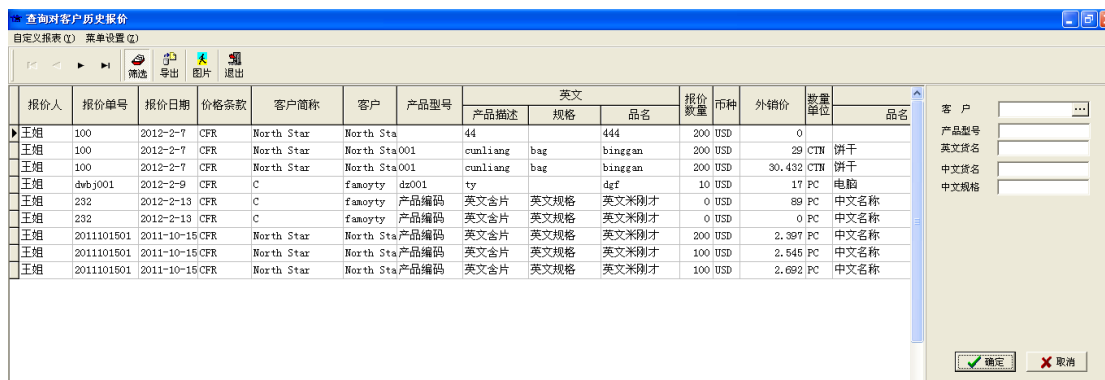 查询对客户历史报价
自定义报表(Y) 菜单设置(Z)
筛选 导出 图片 退出
报价人 报价单号 报价日期 价格条款 客户简称 客户 产品型号 英文 产品描述 规格 品名 报价数量 币种 外销价 数量单位 品名
王姐 100 2012-2-7 CFR North Star North Sta 44 444 200 USD 0
王姐 100 2012-2-7 CFR North Star North Sta 001 cunliang bag binggan 200 USD 29 CTN 饼干
王姐 100 2012-2-7 CFR North Star North Sta 001 cunliang bag binggan 200 USD 30.432 CTN 饼干
王姐 dwbj001 2012-2-9 CFR C famoyty dz001 ty dgf 10 USD 17 PC 电脑
王姐 232 2012-2-13 CFR C famoyty 产品编码 英文含片 英文规格 英文米刚才 0 USD 89 PC 中文名称
王姐 232 2012-2-13 CFR C famoyty 产品编码 英文含片 英文规格 英文米刚才 0 USD 0 PC 中文名称
王姐 2011101501 2011-10-15 CFR North Star North Sta 产品编码 英文含片 英文规格 英文米刚才 200 USD 2.397 PC 中文名称
王姐 2011101501 2011-10-15 CFR North Star North Sta 产品编码 英文含片 英文规格 英文米刚才 100 USD 2.545 PC 中文名称
王姐 2011101501 2011-10-15 CFR North Star North Sta 产品编码 英文含片 英文规格 英文米刚才 100 USD 2.692 PC 中文名称
客 户
产品型号
英文货名
中文货名
中文规格
确定 取消